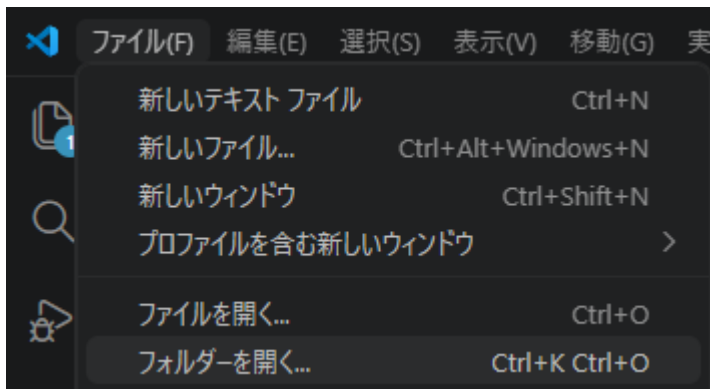 ファイル(F) 編集(E) 選択(S) 表示(V) 移動(G) 実
新しいテキスト ファイル Ctrl+N
1
新しいファイル... Ctrl+Alt+Windows+N
新しいウィンドウ Ctrl+Shift+N
プロファイルを含む新しいウィンドウ
ファイルを開く... Ctrl+O
フォルダーを開く... Ctrl+K Ctrl+O